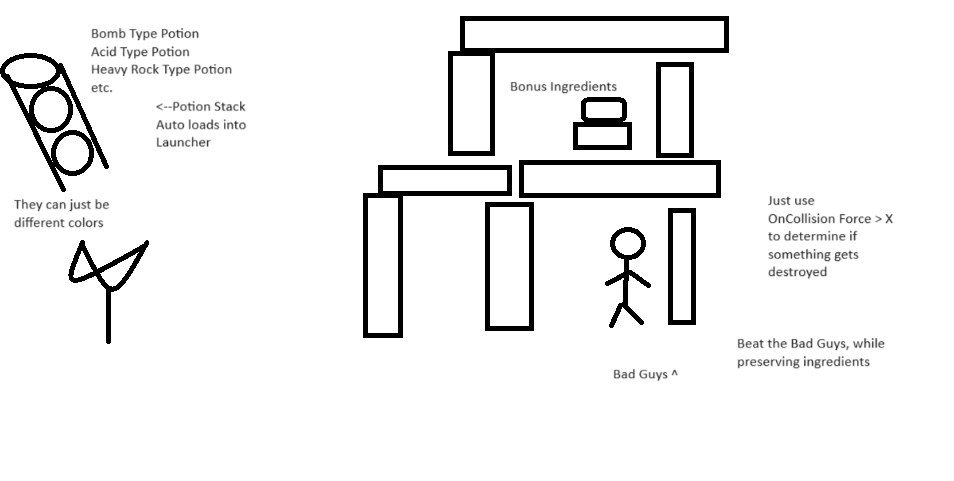 Bomb Type Potion
Acid Type Potion
Heavy Rock Type Potion
etc.
<--Potion Stack
Auto loads into
Launcher
They can just be
different colors
Bonus Ingredients
Just use
OnCollision Force > X
to determine if
something gets
destroyed
Beat the Bad Guys, while
preserving ingredients
Bad Guys ^